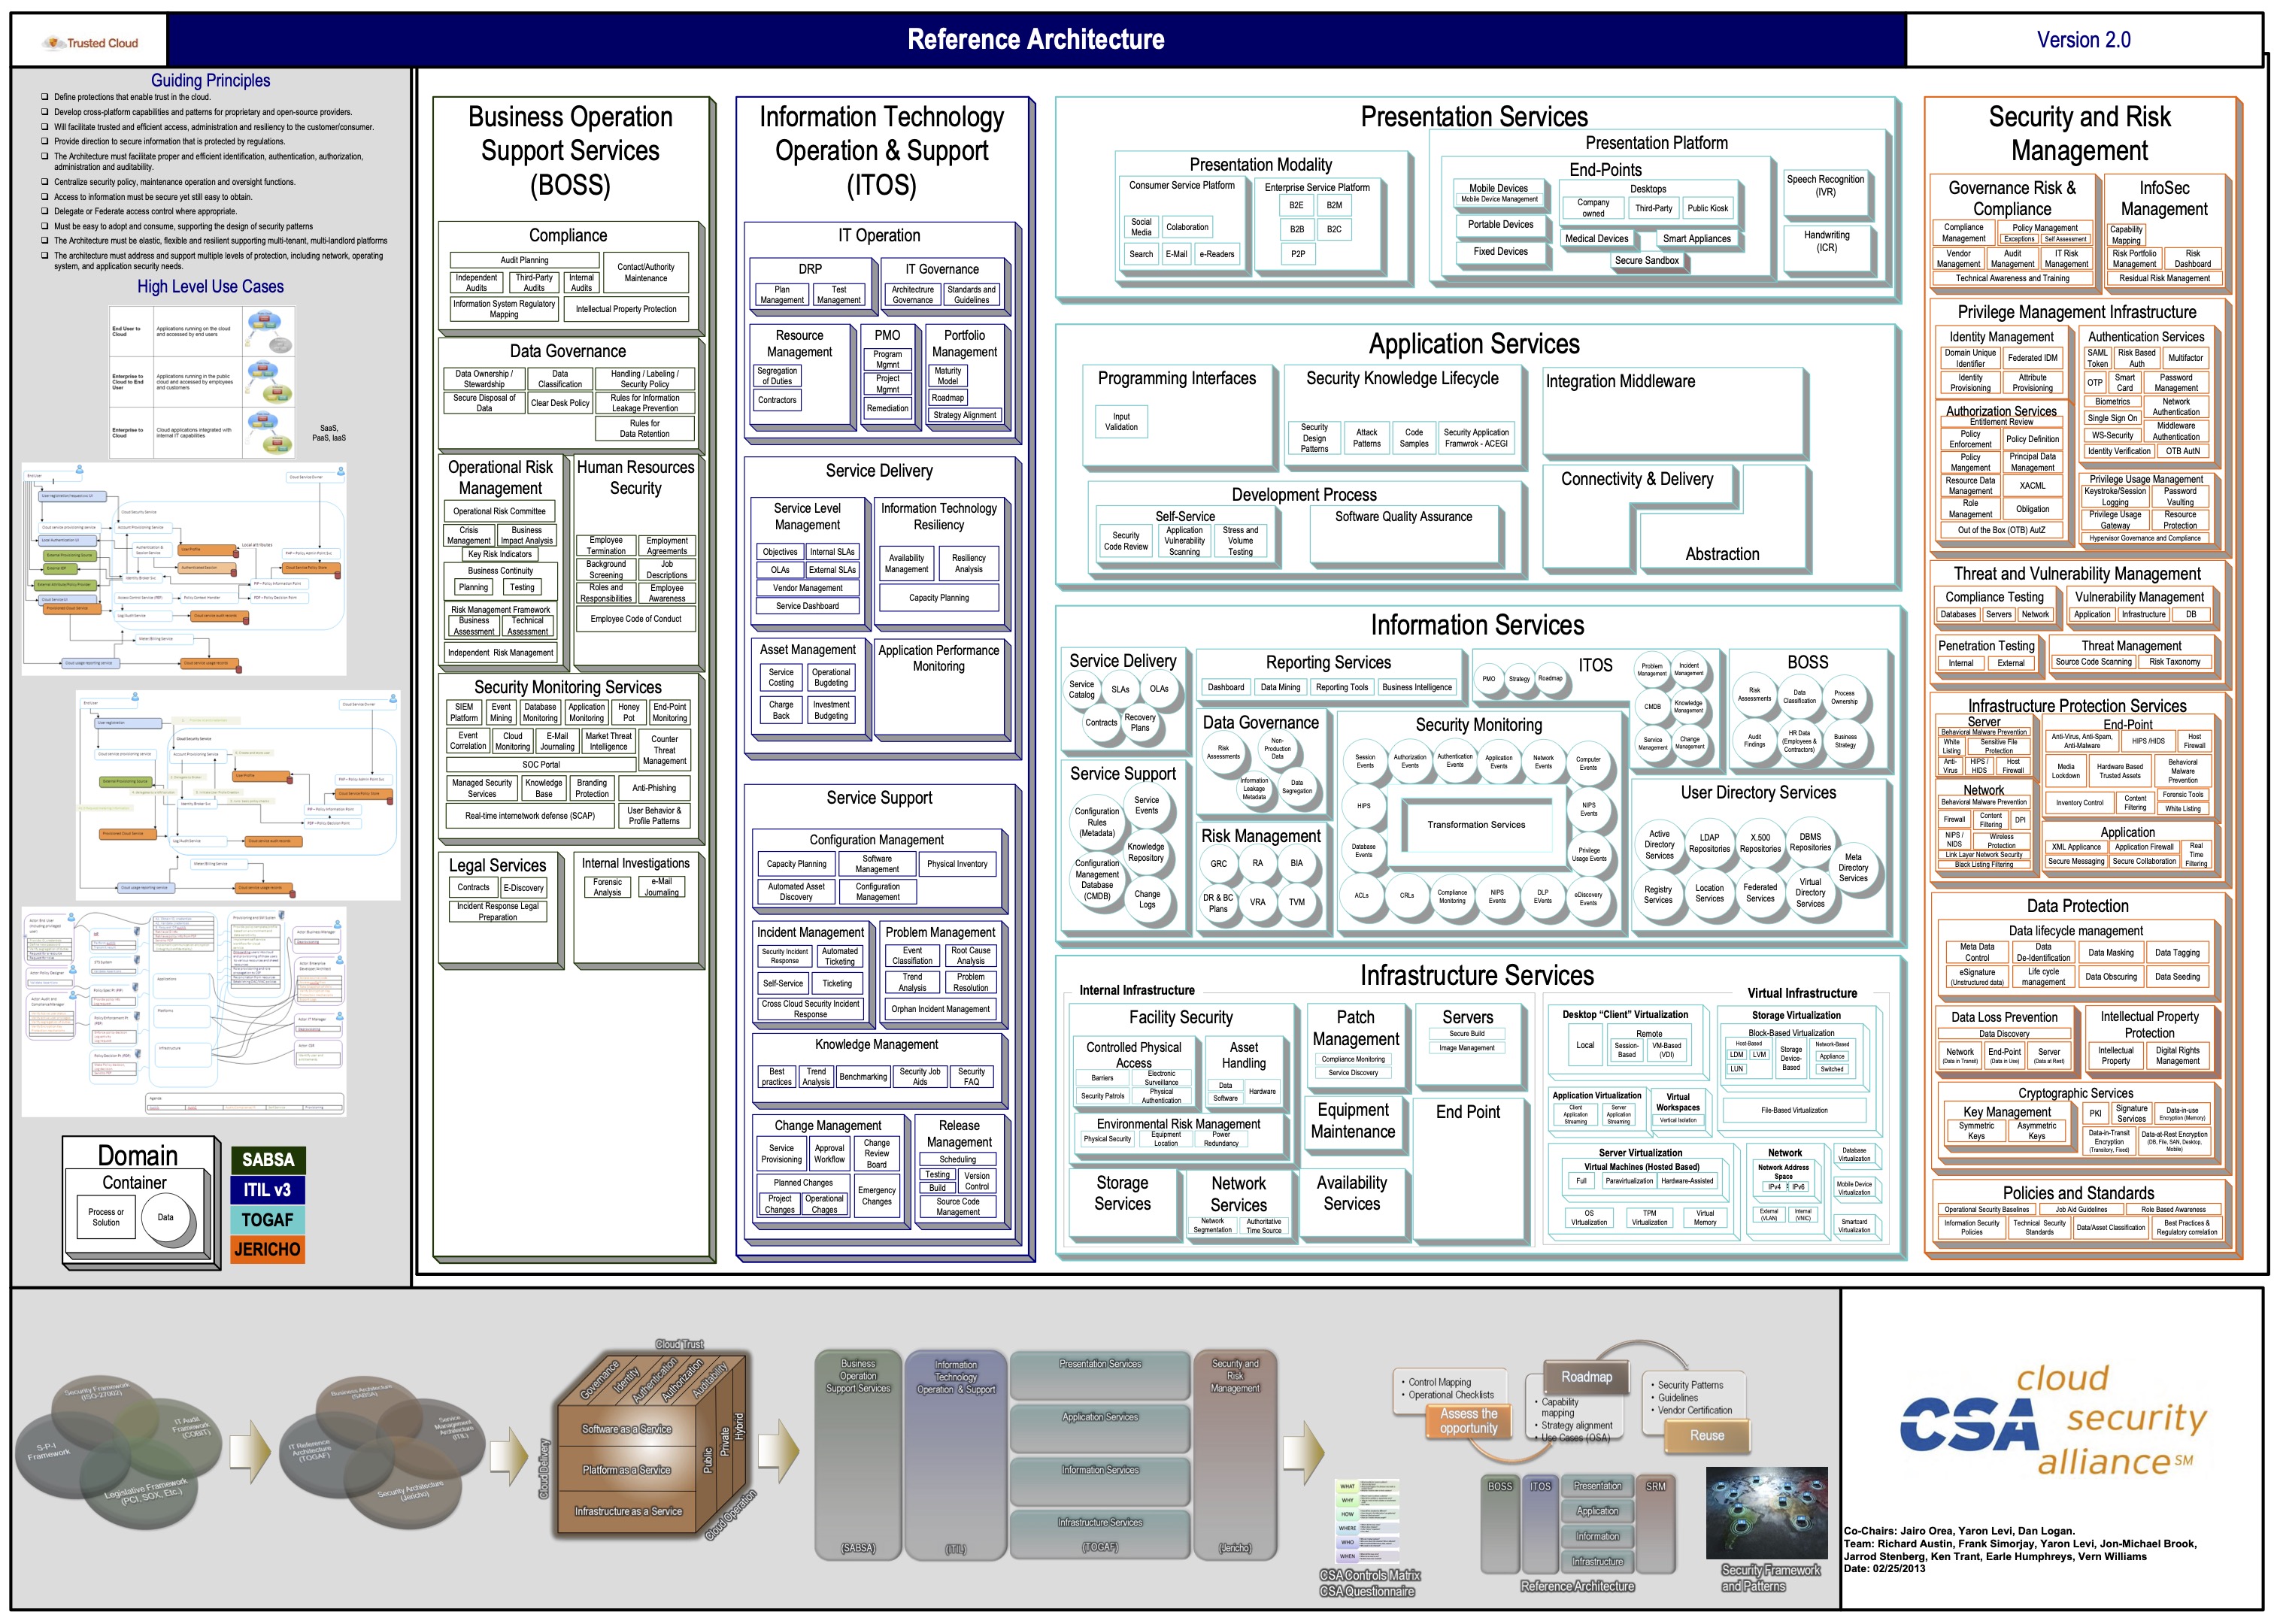 Trusted Cloud
Reference Architecture
Version 2.0
Guiding Principles
Define protections that enable trust in the cloud.
Develop cross-platform capabilities and patterns for proprietary and open-source providers.
Will facilitate trusted and efficient access, administration and resiliency to the customer/consumer.
Provide direction to secure information that is protected by regulations.
The Architecture must facilitate proper and efficient identification, authentication, authorization,
administration and auditability.
Centralize security policy, maintenance operation and oversight functions.
Access to information must be secure yet still easy to obtain.
Delegate or Federate access control where appropriate.
Must be easy to adopt and consume, supporting the design of security patterns
The Architecture must be elastic, flexible and resilient supporting multi-tenant, multi-landlord platforms
The architecture must address and support multiple levels of protection, including network, operating
system, and application security needs.
High Level Use Cases
End User to
Cloud
Applications running on the cloud
and accessed by end users
Enterprise to
Cloud to End
User
Applications running in the public
cloud and accessed by employees
and customers
Enterprise to
Cloud
Cloud applications integrated with
internal IT capabilities
SaaS,
PaaS, IaaS
Domain
Container
Process or
Solution
Data
SABSA
ITIL v3
TOGAF
JERICHO
Business Operation
Support Services
(BOSS)
Compliance
Audit Planning
Independent
Audits
Third-Party
Audits
Internal
Audits
Contact/Authority
Maintenance
Information System Regulatory
Mapping
Intellectual Property Protection
Data Governance
Data Ownership /
Stewardship
Data
Classification
Handling / Labeling /
Security Policy
Secure Disposal of
Data
Clear Desk Policy
Rules for Information
Leakage Prevention
Rules for
Data Retention
Operational Risk
Management
Operational Risk Committee
Crisis
Management
Business
Impact Analysis
Key Risk Indicators
Business Continuity
Planning
Testing
Risk Management Framework
Business
Assessment
Technical
Assessment
Independent Risk Management
Human Resources
Security
Employee
Termination
Employment
Agreements
Background
Screening
Job
Descriptions
Roles and
Responsibilities
Employee
Awareness
Employee Code of Conduct
Security Monitoring Services
SIEM
Platform
Event
Mining
Database
Monitoring
Application
Monitoring
Honey
Pot
End-Point
Monitoring
Event
Correlation
Cloud
Monitoring
E-Mail
Journaling
Market Threat
Intelligence
Counter
Threat
Management
SOC Portal
Managed Security
Services
Knowledge
Base
Branding
Protection
Anti-Phishing
Real-time internetwork defense (SCAP)
User Behavior &
Profile Patterns
Legal Services
Contracts
E-Discovery
Incident Response Legal
Preparation
Internal Investigations
Forensic
Analysis
e-Mail
Journaling
Information Technology
Operation & Support
(ITOS)
IT Operation
DRP
Plan
Management
Test
Management
IT Governance
Architectrure
Governance
Standards and
Guidelines
Resource
Management
Segregation
of Duties
Contractors
PMO
Program
Mgmnt
Project
Mgmnt
Remediation
Portfolio
Management
Maturity
Model
Roadmap
Strategy Alignment
Service Delivery
Service Level
Management
Objectives
Internal SLAs
OLAs
External SLAs
Vendor Management
Service Dashboard
Information Technology
Resiliency
Availability
Management
Resiliency
Analysis
Capacity Planning
Asset Management
Service
Costing
Operational
Bugdeting
Charge
Back
Investment
Budgeting
Application Performance
Monitoring
Service Support
Configuration Management
Capacity Planning
Software
Management
Physical Inventory
Automated Asset
Discovery
Configuration
Management
Incident Management
Security Incident
Response
Automated
Ticketing
Self-Service
Ticketing
Cross Cloud Security Incident
Response
Problem Management
Event
Classifiation
Root Cause
Analysis
Trend
Analysis
Problem
Resolution
Orphan Incident Management
Knowledge Management
Best
practices
Trend
Analysis
Benchmarking
Security Job
Aids
Security
FAQ
Change Management
Service
Provisioning
Approval
Workflow
Change
Review
Board
Planned Changes
Project
Changes
Operational
Chages
Emergency
Changes
Release
Management
Scheduling
Testing
Build
Version
Control
Source Code
Management
Presentation Services
Presentation Modality
Consumer Service Platform
Social
Media
Colaboration
Search
E-Mail
e-Readers
Enterprise Service Platform
B2E
B2M
B2B
B2C
P2P
Presentation Platform
End-Points
Mobile Devices
Mobile Device Management
Portable Devices
Fixed Devices
Desktops
Company
owned
Third-Party
Public Kiosk
Medical Devices
Smart Appliances
Secure Sandbox
Speech Recognition
(IVR)
Handwriting
(ICR)
Application Services
Programming Interfaces
Input
Validation
Security Knowledge Lifecycle
Security
Design
Patterns
Attack
Patterns
Code
Samples
Security Application
Framwrok - ACEGI
Integration Middleware
Development Process
Self-Service
Security
Code Review
Application
Vulnerability
Scanning
Stress and
Volume
Testing
Software Quality Assurance
Connectivity & Delivery
Abstraction
Information Services
Service Delivery
Service
Catalog
SLAs
OLAs
Contracts
Recovery
Plans
Service Support
Configuration
Rules
(Metadata)
Service
Events
Knowledge
Repository
Configuration
Management
Database
(CMDB)
Change
Logs
Reporting Services
Dashboard
Data Mining
Reporting Tools
Business Intelligence
Data Governance
Risk
Assessments
Non-
Production
Data
Information
Leakage
Metadata
Data
Segregation
Risk Management
GRC
RA
BIA
DR & BC
Plans
VRA
TVM
ITOS
PMO
Strategy
Roadmap
Problem
Management
Incident
Management
CMDB
Knowledge
Management
Service
Management
Change
Management
BOSS
Risk
Assessments
Data
Classification
Process
Ownership
Audit
Findings
HR Data
(Employees &
Contractors)
Business
Strategy
Security Monitoring
Session
Events
Authorization
Events
Authentication
Events
Application
Events
Network
Events
Computer
Events
HIPS
Transformation Services
NIPS
Events
Database
Events
Privilege
Usage Events
ACLs
CRLs
Compliance
Monitoring
NIPS
Events
DLP
EVents
eDiscovery
Events
User Directory Services
Active
Directory
Services
LDAP
Repositories
X.500
Repositories
DBMS
Repositories
Meta
Directory
Services
Registry
Services
Location
Services
Federated
Services
Virtual
Directory
Services
Infrastructure Services
Internal Infrastructure
Facility Security
Controlled Physical
Access
Barriers
Electronic
Surveillance
Security Patrols
Physical
Authentication
Asset
Handling
Data
Software
Hardware
Environmental Risk Management
Physical Security
Equipment
Location
Power
Redundancy
Patch
Management
Compliance Monitoring
Service Discovery
Servers
Secure Build
Image Management
Equipment
Maintenance
End Point
Storage
Services
Network
Services
Network
Segmentation
Authoritative
Time Source
Availability
Services
Virtual Infrastructure
Desktop “Client” Virtualization
Local
Remote
Session-
Based
VM-Based
(VDI)
Storage Virtualization
Block-Based Virtualization
Host-Based
LDM
LVM
LUN
Storage
Device-
Based
Network-Based
Appliance
Switched
File-Based Virtualization
Application Virtualization
Client
Application
Streaming
Server
Application
Streaming
Virtual
Workspaces
Vertical Isolation
Server Virtualization
Virtual Machines (Hosted Based)
Full
Paravirtualization
Hardware-Assisted
OS
VIrtualization
TPM
Virtualization
Virtual
Memory
Network
Network Address
Space
IPv4
IPv6
External
(VLAN)
Internal
(VNIC)
Database
Virtualization
Mobile Device
Virtualization
Smartcard
Virtualization
Security and Risk
Management
Governance Risk &
Compliance
Compliance
Management
Policy Management
Exceptions
Self Assessment
Vendor
Management
Audit
Management
IT Risk
Management
Technical Awareness and Training
InfoSec
Management
Capability
Mapping
Risk Portfolio
Management
Risk
Dashboard
Residual Risk Management
Privilege Management Infrastructure
Identity Management
Domain Unique
Identifier
Federated IDM
Identity
Provisioning
Attribute
Provisioning
Authorization Services
Entitlement Review
Policy
Enforcement
Policy Definition
Policy
Mangement
Principal Data
Management
Resource Data
Management
XACML
Role
Management
Obligation
Out of the Box (OTB) AutZ
Authentication Services
SAML
Token
Risk Based
Auth
Multifactor
OTP
Smart
Card
Password
Management
Biometrics
Network
Authentication
Single Sign On
Middleware
Authentication
WS-Security
Identity Verification
OTB AutN
Privilege Usage Management
Keystroke/Session
Logging
Password
Vaulting
Privilege Usage
Gateway
Resource
Protection
Hypervisor Governance and Compliance
Threat and Vulnerability Management
Compliance Testing
Databases
Servers
Network
Vulnerability Management
Application
Infrastructure
DB
Penetration Testing
Internal
External
Threat Management
Source Code Scanning
Risk Taxonomy
Infrastructure Protection Services
Server
Behavioral Malware Prevention
White
Listing
Sensitive File
Protection
Anti-
Virus
HIPS /
HIDS
Host
Firewall
End-Point
Anti-Virus, Anti-Spam,
Anti-Malware
HIPS /HIDS
Host
Firewall
Media
Lockdown
Hardware Based
Trusted Assets
Behavioral
Malware
Prevention
Inventory Control
Content
Filtering
Forensic Tools
White Listing
Network
Behavioral Malware Prevention
Firewall
Content
Filtering
DPI
NIPS /
NIDS
Wireless
Protection
Link Layer Network Security
Black Listing Filtering
Application
XML Applicance
Application Firewall
Secure Messaging
Secure Collaboration
Real
Time
Filtering
Data Protection
Data lifecycle management
Meta Data
Control
Data
De-Identification
Data Masking
Data Tagging
eSignature
(Unstructured data)
Life cycle
management
Data Obscuring
Data Seeding
Data Loss Prevention
Data Discovery
Network
(Data in Transit)
End-Point
(Data in Use)
Server
(Data at Rest)
Intellectual Property
Protection
Intellectual
Property
Digital Rights
Management
Cryptographic Services
Key Management
Symmetric
Keys
Asymmetric
Keys
PKI
Signature
Services
Data-in-use
Encryption (Memory)
Data-in-Transit
Encryption
(Transitory, Fixed)
Data-at-Rest Encryption
(DB, File, SAN, Desktop,
Mobile)
Policies and Standards
Operational Security Baselines
Job Aid Guidelines
Role Based Awareness
Information Security
Policies
Technical Security
Standards
Data/Asset Classification
Best Practices &
Regulatory correlation
Security Framework
(ISO-27002)
IT Audit
Framework
(COBIT)
Legislative Framework
(PCI, SOX, Etc.)
S-P-I
Framework
Business Architecture
(SABSA)
Service
Management
Architecture
(ITIL)
Security Architecture
(Jericho)
IT Reference
Architecture
(TOGAF)
Cloud Trust
Governance
Identity
Authentication
Authorization
Auditability
Cloud Delivery
Software as a Service
Platform as a Service
Infrastructure as a Service
Public
Private
Hybrid
Cloud Operation
Business
Operation
Support Services
(SABSA)
Information
Technology
Operation & Support
(ITIL)
Presentation Services
Application Services
Information Services
Infrastructure Services
(TOGAF)
Security and
Risk
Management
(Jericho)
Control Mapping
Operational Checklists
Assess the
opportunity
Roadmap
Capability
mapping
Strategy alignment
Use Cases (OSA)
Security Patterns
Guidelines
Vendor Certification
Reuse
WHAT
WHY
HOW
WHERE
WHO
WHEN
CSA Controls Matrix
CSA Questionnaire
BOSS
ITOS
Presentation
Application
Information
Infrastructure
SRM
Reference Architecture
Security Framework
and Patterns
cloud
CSA security
alliance SM
Co-Chairs: Jairo Orea, Yaron Levi, Dan Logan.
Team: Richard Austin, Frank Simorjay, Yaron Levi, Jon-Michael Brook,
Jarrod Stenberg, Ken Trant, Earle Humphreys, Vern Williams
Date: 02/25/2013